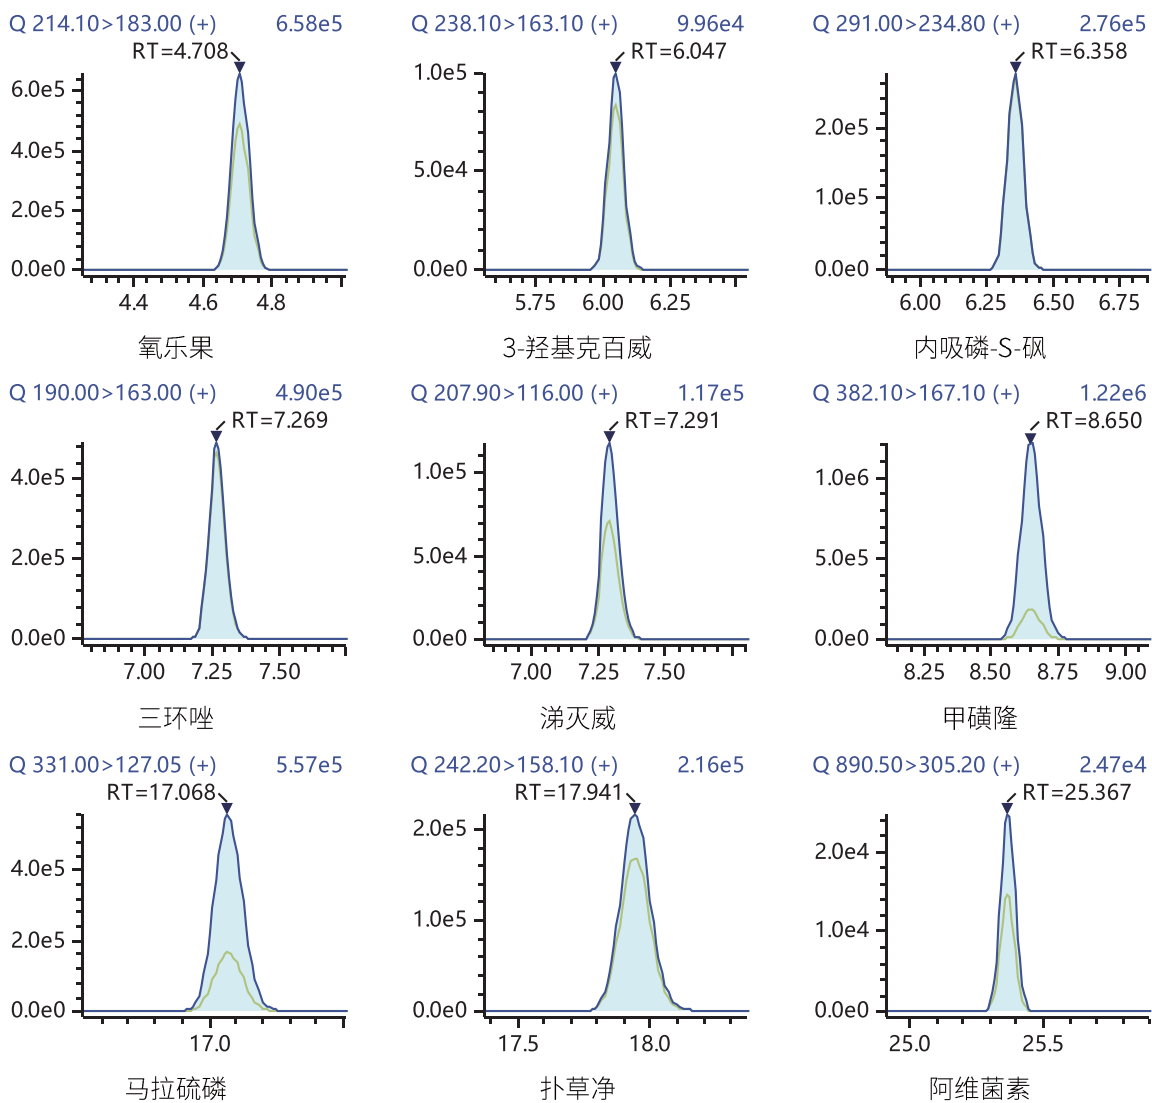 Q 214.10>183.00 (+) 6.58e5
RT=4.708
6.0e5
4.0e5
2.0e5
0.0e0
4.4 4.6 4.8
氧乐果
Q 238.10>163.10 (+) 9.96e4
RT=6.047
1.0e5
5.0e4
0.0e0
5.75 6.00 6.25
3-羟基克百威
Q 291.00>234.80 (+) 2.76e5
RT=6.358
2.0e5
1.0e5
0.0e0
6.00 6.25 6.50 6.75
内吸磷-S-砜
Q 190.00>163.00 (+) 4.90e5
RT=7.269
4.0e5
2.0e5
0.0e0
7.00 7.25 7.50
三环唑
Q 207.90>116.00 (+) 1.17e5
RT=7.291
1.0e5
5.0e4
0.0e0
7.00 7.25 7.50
涕灭威
Q 382.10>167.10 (+) 1.22e6
RT=8.650
1.0e6
5.0e5
0.0e0
8.25 8.50 8.75 9.00
甲磺隆
Q 331.00>127.05 (+) 5.57e5
RT=17.068
4.0e5
2.0e5
0.0e0
17.0
马拉硫磷
Q 242.20>158.10 (+) 2.16e5
RT=17.941
2.0e5
1.0e5
0.0e0
17.5 18.0
扑草净
Q 890.50>305.20 (+) 2.47e4
RT=25.367
2.0e4
1.0e4
0.0e0
25.0 25.5
阿维菌素